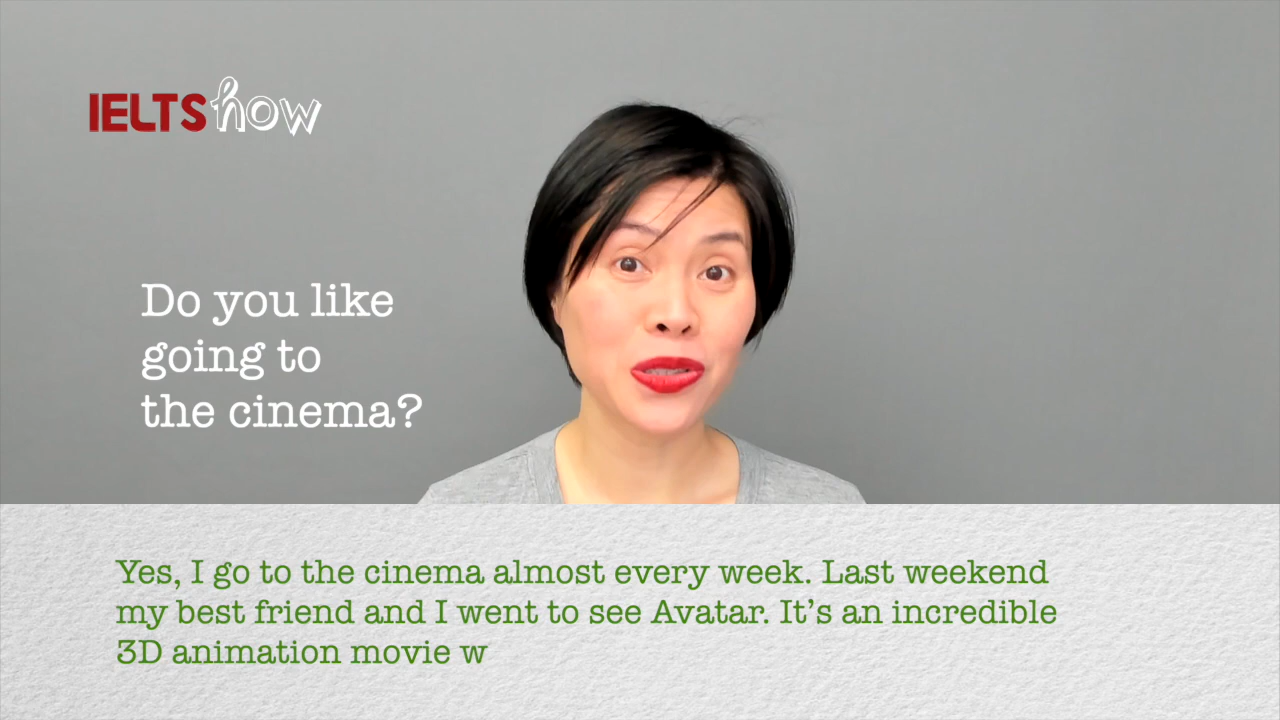 IELTShow
Do you like
going to
the cinema?
Yes, I go to the cinema almost every week. Last weekend
my best friend and I went to see Avatar. It’s an incredible
3D animation movie w